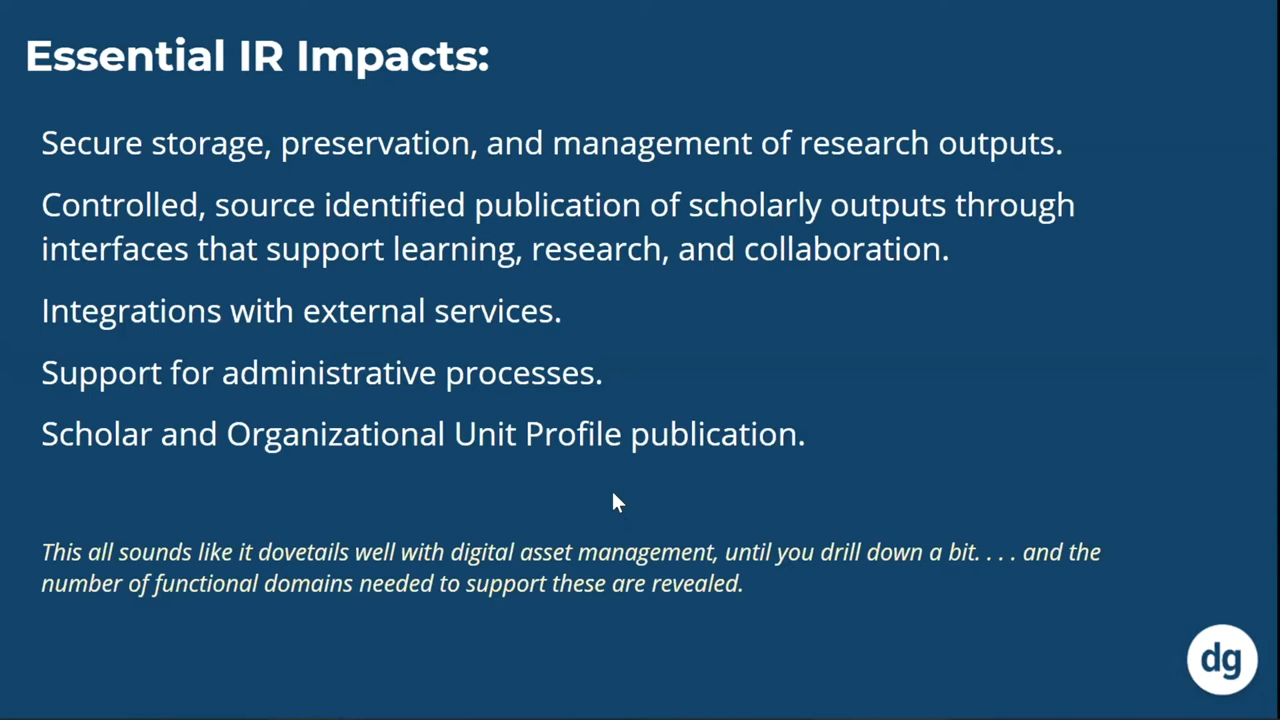 Essential IR Impacts:
Secure storage, preservation, and management of research outputs.
Controlled, source identified publication of scholarly outputs through
interfaces that support learning, research, and collaboration.
Integrations with external services.
Support for administrative processes.
Scholar and Organizational Unit Profile publication.
This all sounds like it dovetails well with digital asset management, until you drill down a bit. . . . and the
number of functional domains needed to support these are revealed.
dg